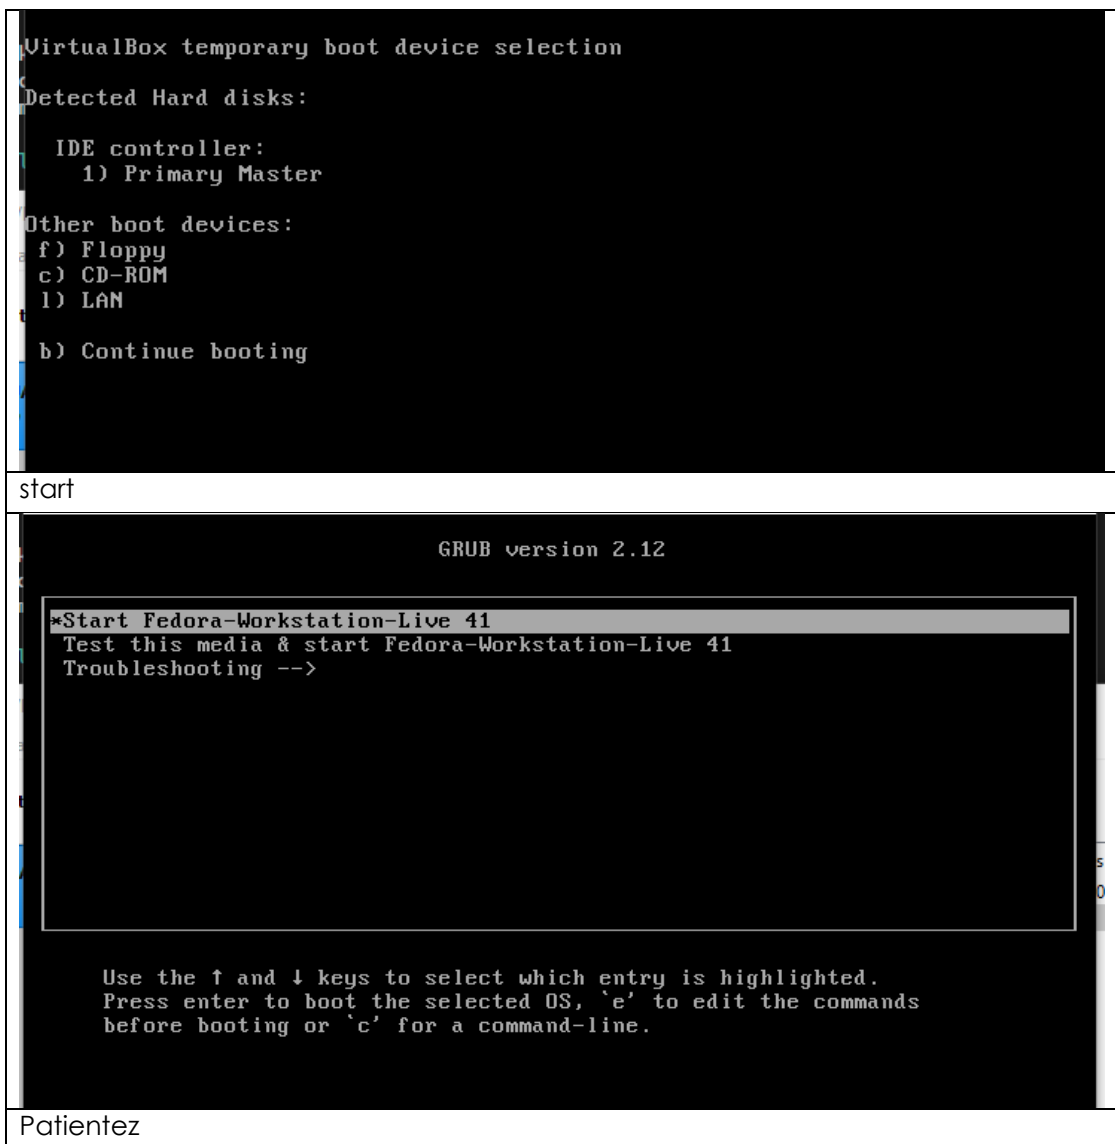 VirtualBox temporary boot device selection
Detected Hard disks:
IDE controller:
1) Primary Master
Other boot devices:
f) Floppy
c) CD-ROM
l) LAN
b) Continue booting
start
GRUB version 2.12
*Start Fedora-Workstation-Live 41
Test this media & start Fedora-Workstation-Live 41
Troubleshooting -->
Use the ↑ and ↓ keys to select which entry is highlighted.
Press enter to boot the selected OS, `e' to edit the commands
before booting or `c' for a command-line.
Patientez